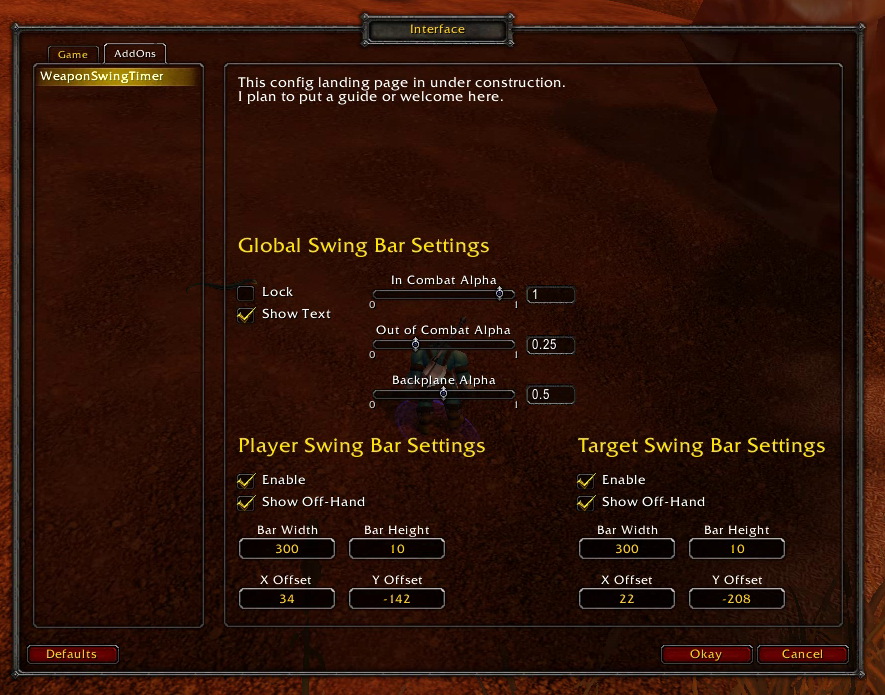 Interface
Game
AddOns
WeaponSwingTimer
This config landing page in under construction.
I plan to put a guide or welcome here.
Global Swing Bar Settings
Lock
Show Text
In Combat Alpha
0
1
1
Out of Combat Alpha
0
1
0.25
Backplane Alpha
0
1
0.5
Player Swing Bar Settings
Enable
Show Off-Hand
Bar Width
Bar Height
300
10
X Offset
Y Offset
34
-142
Target Swing Bar Settings
Enable
Show Off-Hand
Bar Width
Bar Height
300
10
X Offset
Y Offset
22
-208
Defaults
Okay
Cancel